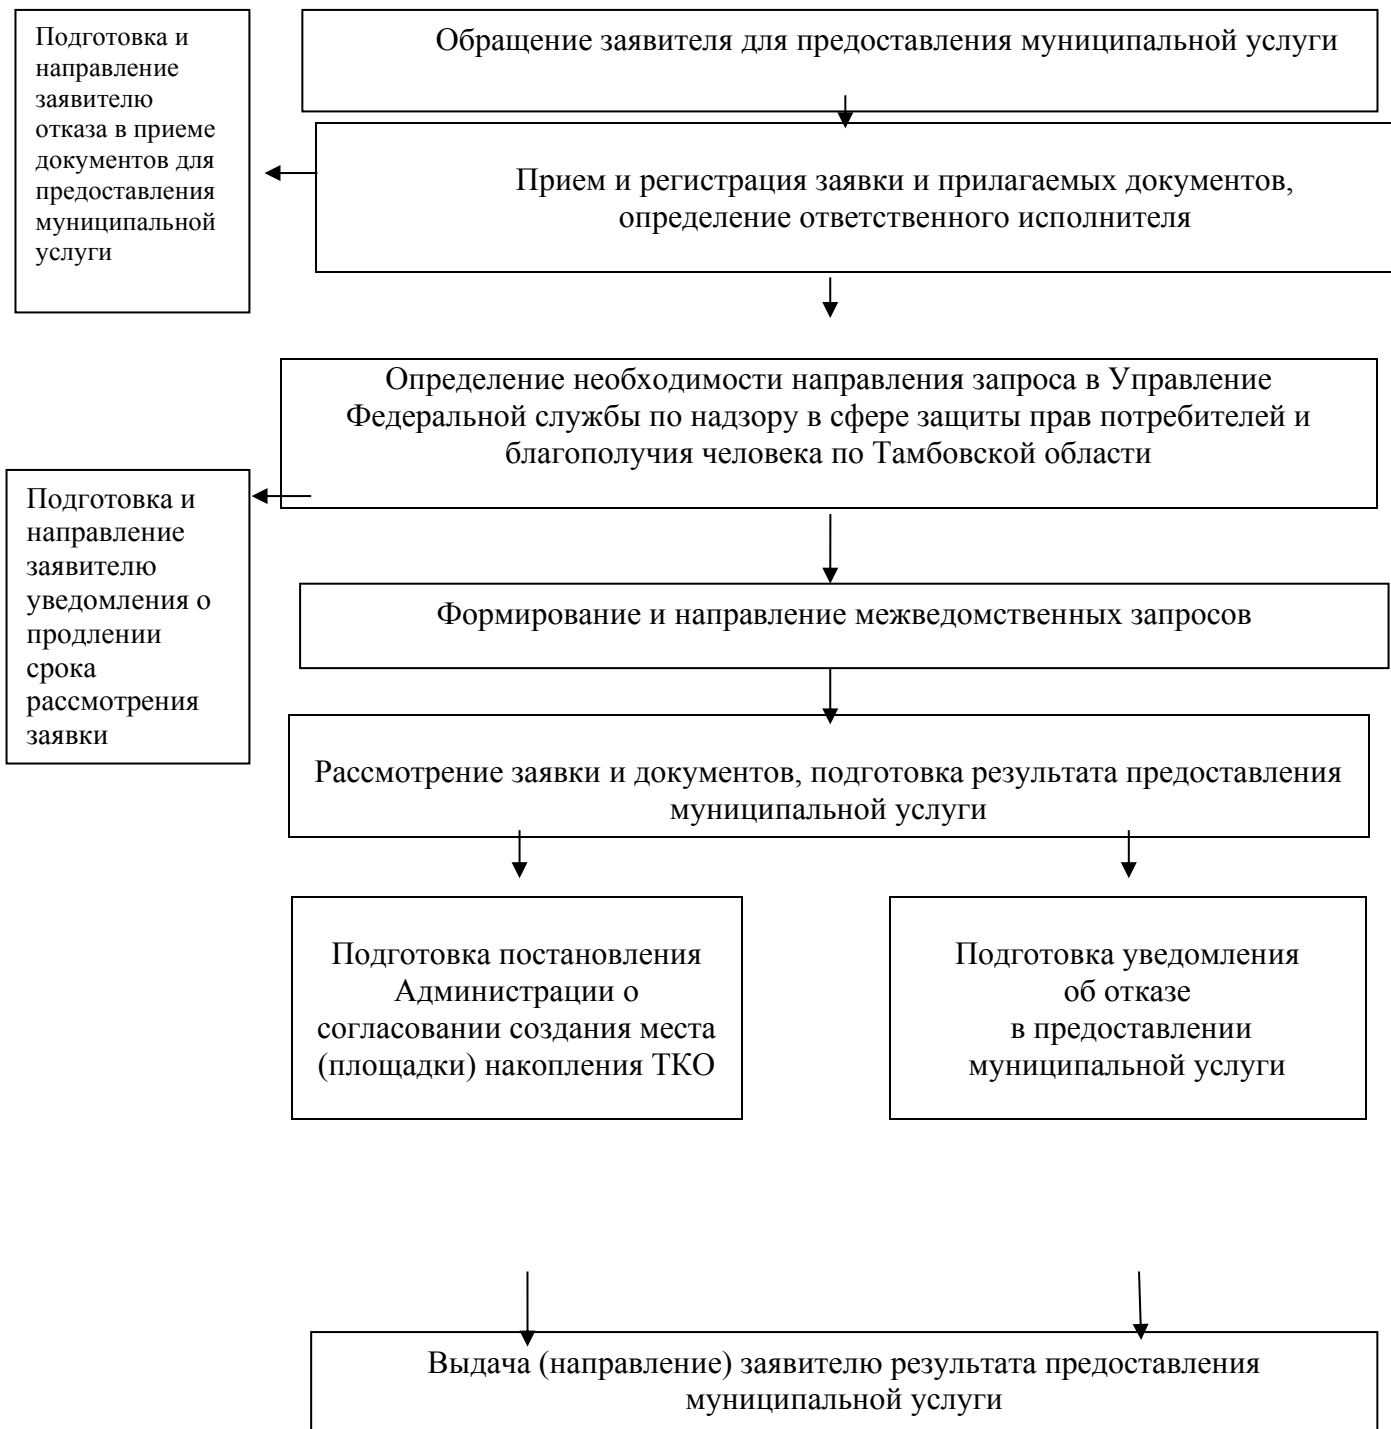 Подготовка и
направление
заявителю
отказа в приеме
документов для
предоставления
муниципальной
услуги
Обращение заявителя для предоставления муниципальной услуги
Прием и регистрация заявки и прилагаемых документов,
определение ответственного исполнителя
Определение необходимости направления запроса в Управление
Федеральной службы по надзору в сфере защиты прав потребителей и
благополучия человека по Тамбовской области
Подготовка и
направление
заявителю
уведомления о
продлении
срока
рассмотрения
заявки
Формирование и направление межведомственных запросов
Рассмотрение заявки и документов, подготовка результата предоставления
муниципальной услуги
Подготовка постановления
Администрации о
согласовании создания места
(площадки) накопления ТКО
Подготовка уведомления
об отказе
в предоставлении
муниципальной услуги
Выдача (направление) заявителю результата предоставления
муниципальной услуги